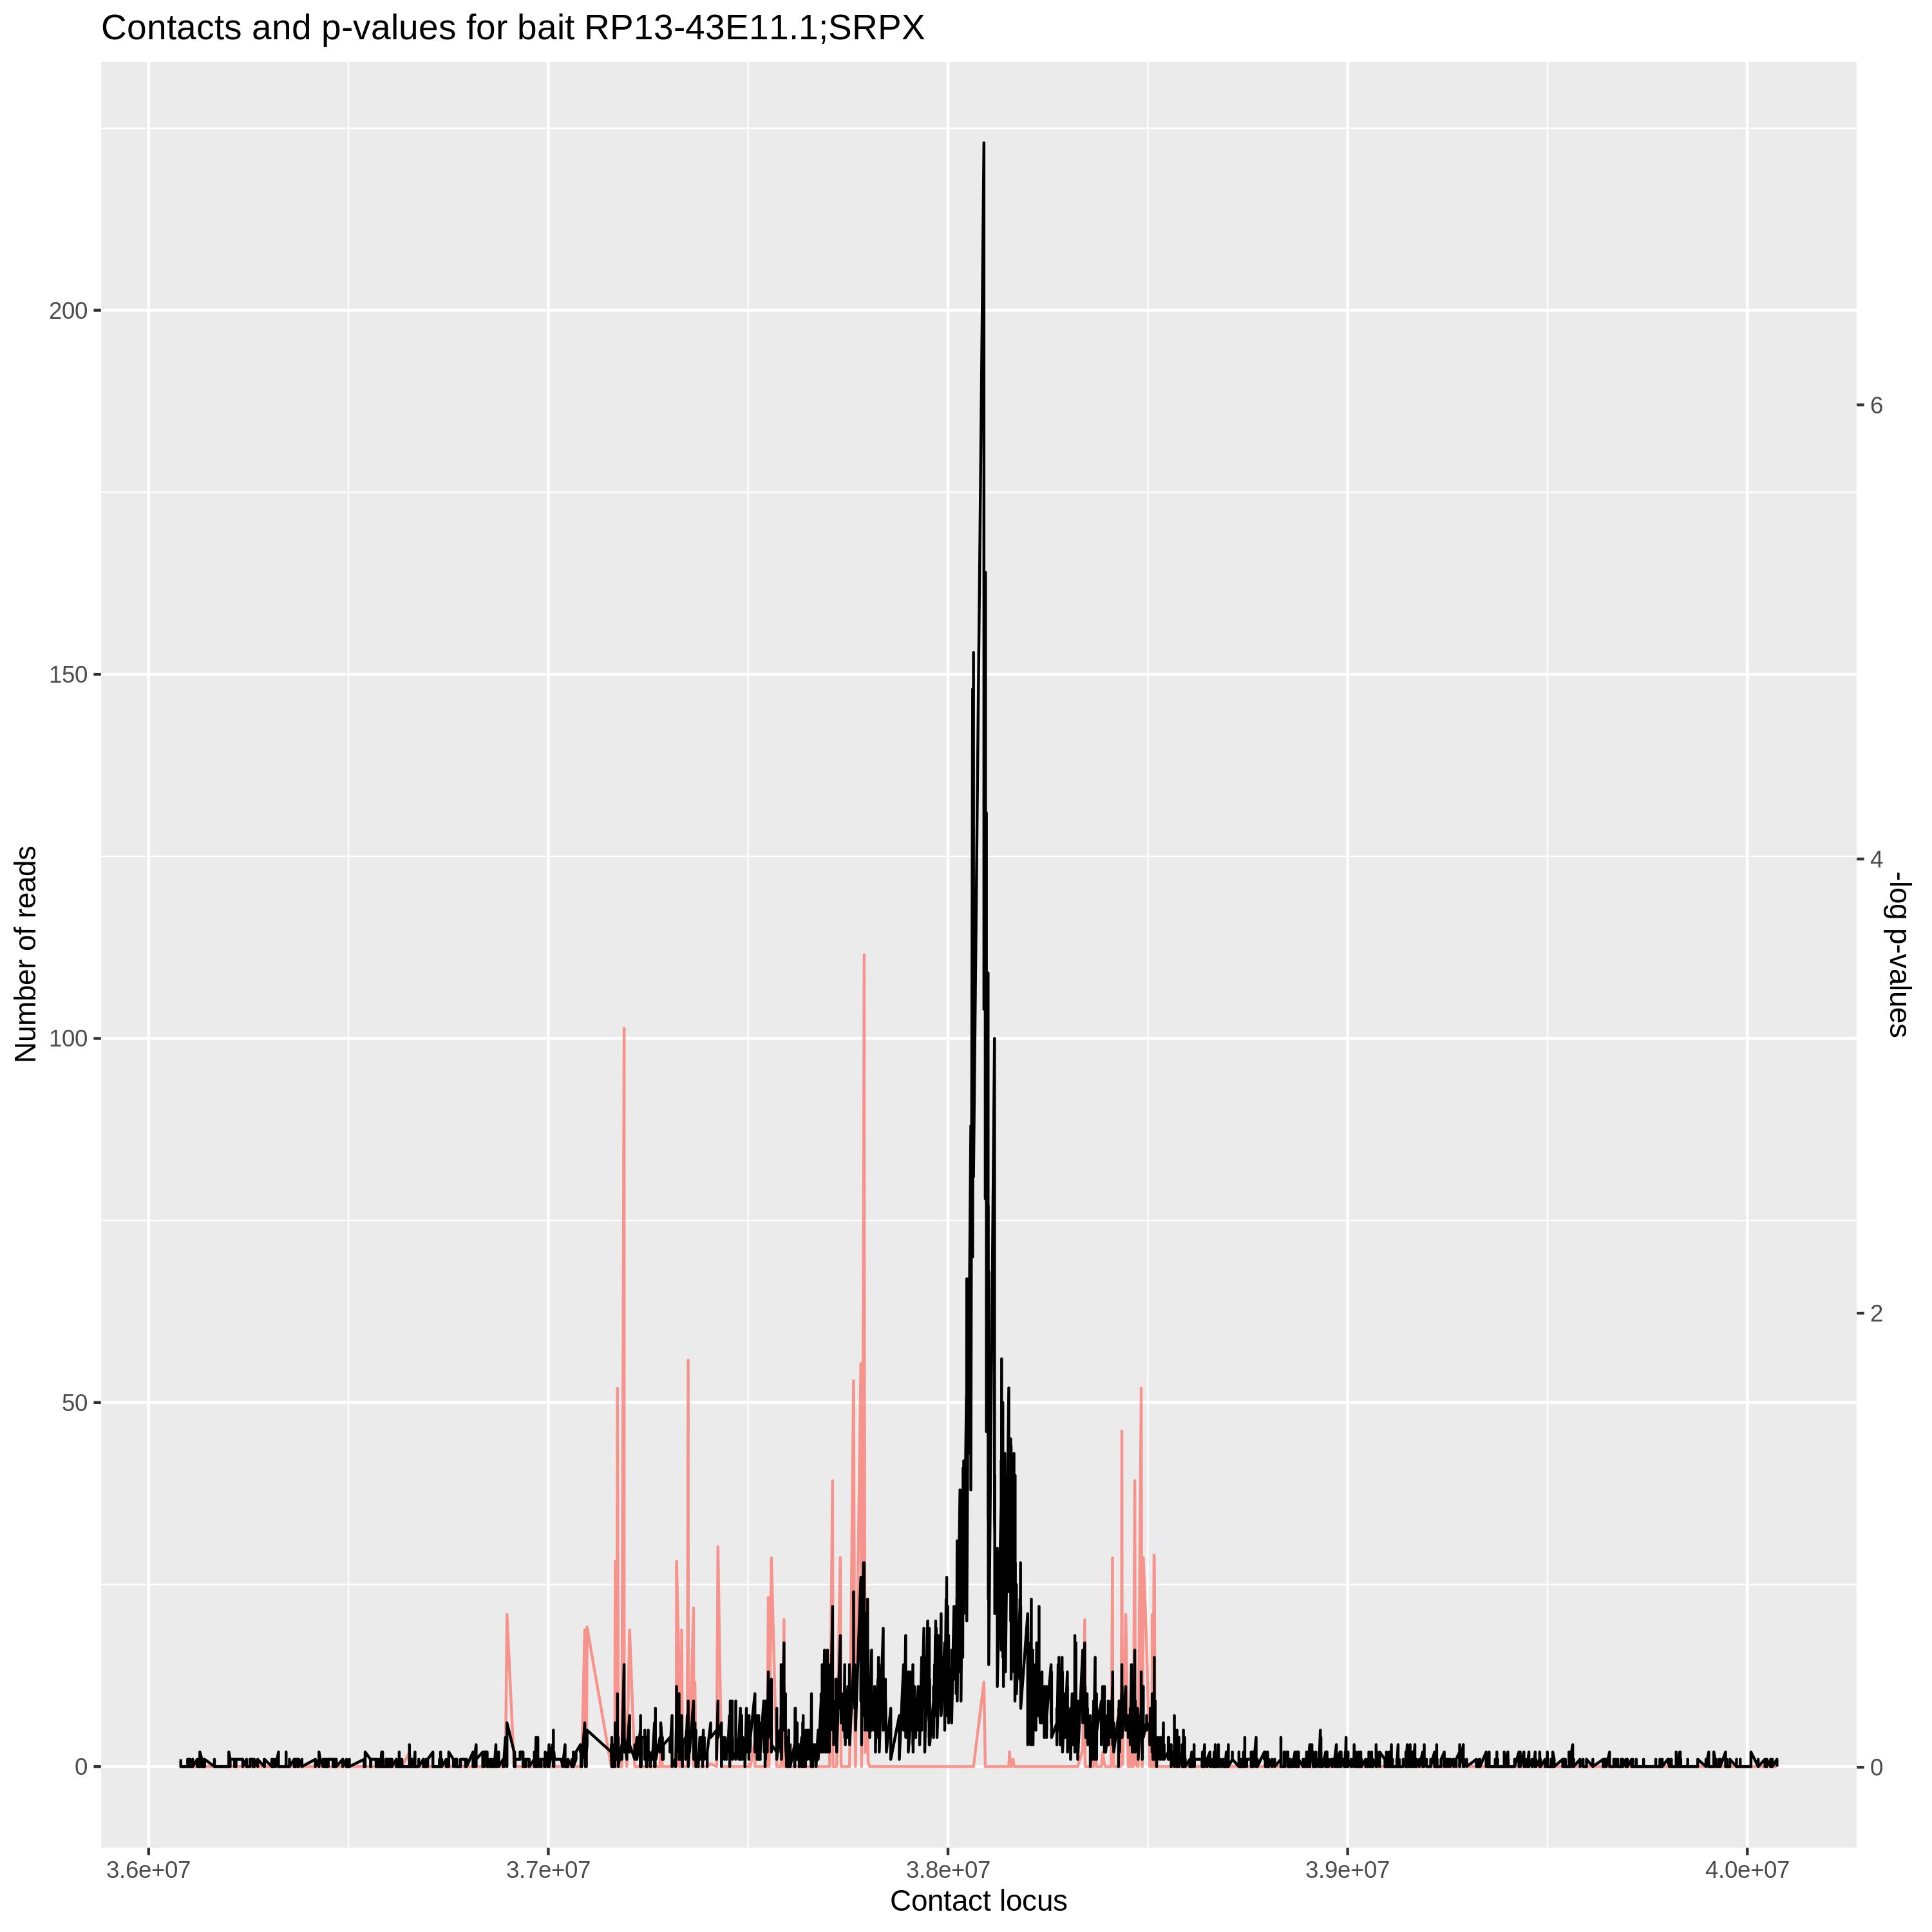 Contacts and p-values for bait RP13-43E11.1;SRPX
Number of reads
200
150
100
50
0
6
4
2
0
-log p-values
3.6e+07 3.7e+07 3.8e+07 3.9e+07 4.0e+07
Contact locus